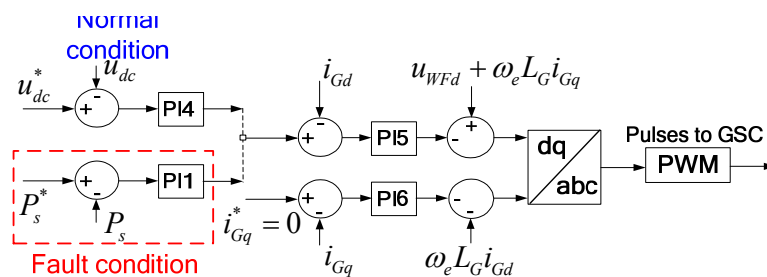 Normal
condition
u*dc
udc
+
-
PI4
iGd
-
+
PI5
uWFd + ωeLGiGq
+
-
dq
abc
Pulses to GSC
PWM
P*s
+
-
PI1
Ps
i*Gq = 0
+
-
PI6
iGq
-
-
ωeLGiGd
Fault condition